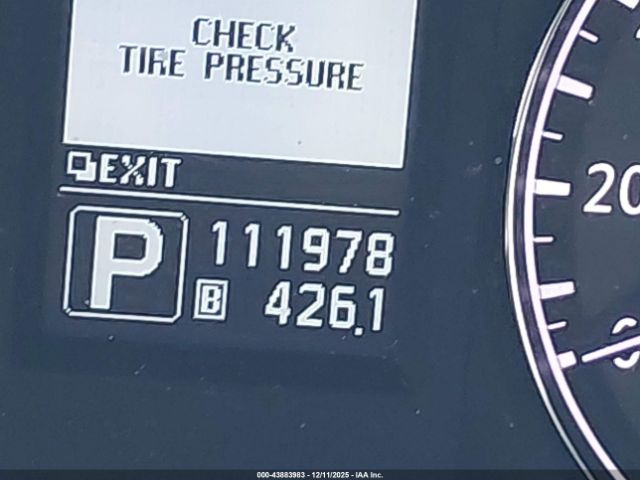 CHECK
TIRE PRESSURE
EXIT
P
111978
B 426.1
20
000-43883983 - 12/11/2025 - IAA Inc.